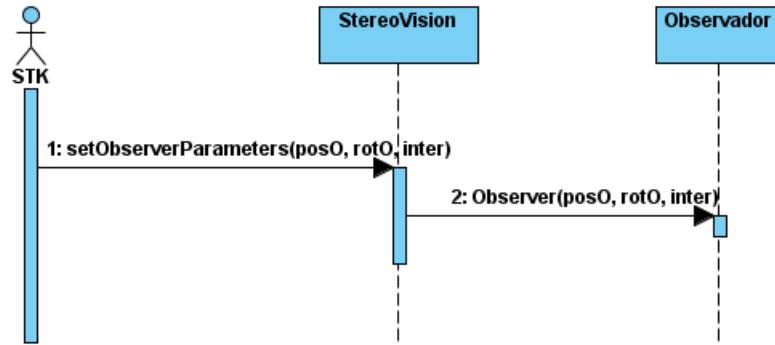 StereoVision
Observador
STK
1: setObserverParameters(posO, rotO, inter)
2: Observer(posO, rotO, inter)